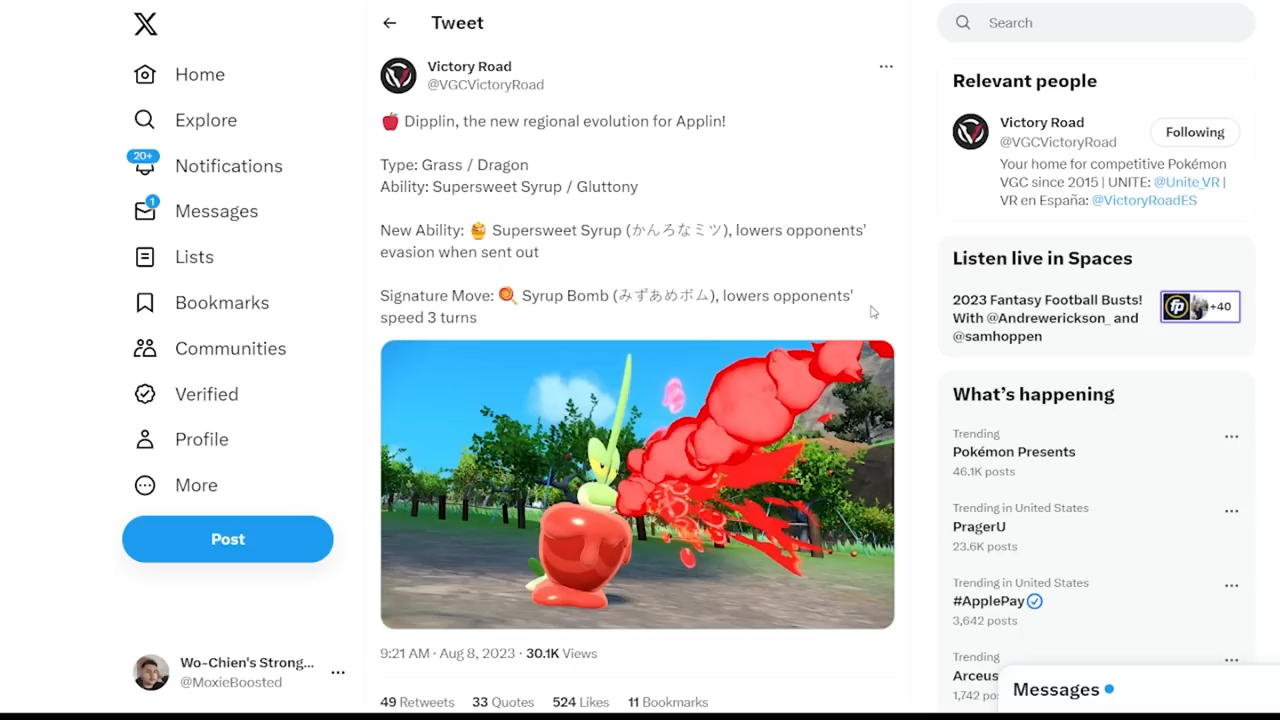 Home
Explore
20+
Notifications
1
Messages
Lists
Bookmarks
Communities
Verified
Profile
More
Post
Wo-Chien's Strong...
@MoxieBoosted
Tweet
Victory Road
@VGCVictoryRoad
Dipplin, the new regional evolution for Applin!
Type: Grass / Dragon
Ability: Supersweet Syrup / Gluttony
New Ability: 🍯 Supersweet Syrup (かんろなミツ), lowers opponents'
evasion when sent out
Signature Move: 🍭 Syrup Bomb (みずあめボム), lowers opponents'
speed 3 turns
9:21 AM · Aug 8, 2023 · 30.1K Views
49 Retweets 33 Quotes 524 Likes 11 Bookmarks
Search
Relevant people
Victory Road
@VGCVictoryRoad
Following
Your home for competitive Pokémon
VGC since 2015 | UNITE: @Unite_VR |
VR en España: @VictoryRoadES
Listen live in Spaces
2023 Fantasy Football Busts!
With @Andrewerickson_ and
@samhoppen
fp
+40
What's happening
Trending
Pokémon Presents
46.1K posts
Trending in United States
PragerU
23.6K posts
Trending in United States
#ApplePay
3,642 posts
Trending
Arceus
1,742 pos
Messages